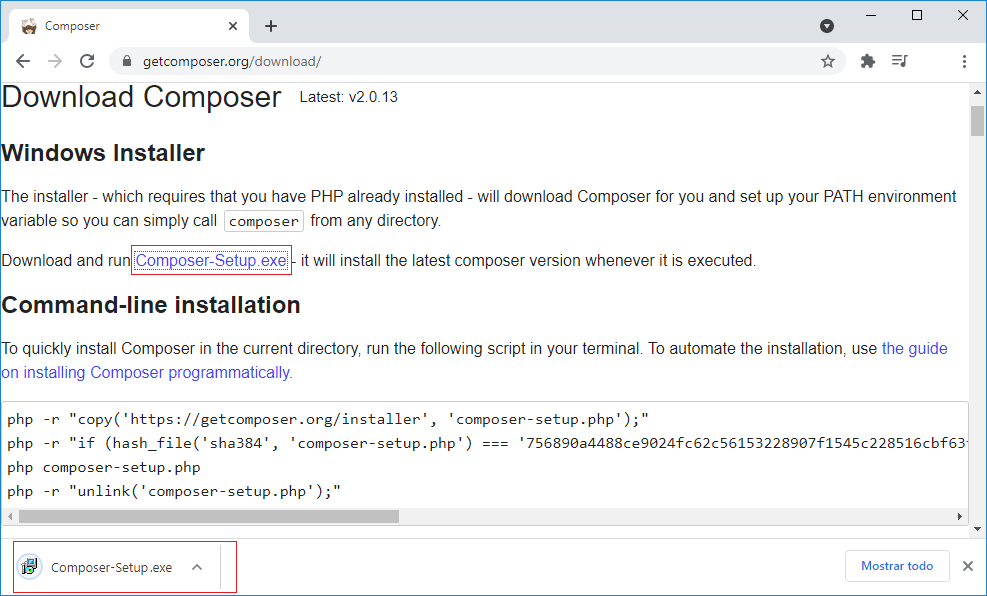 Composer
getcomposer.org/download/
Download Composer Latest: v2.0.13
Windows Installer
The installer - which requires that you have PHP already installed - will download Composer for you and set up your PATH environment
variable so you can simply call composer from any directory.
Download and run Composer-Setup.exe - it will install the latest composer version whenever it is executed.
Command-line installation
To quickly install Composer in the current directory, run the following script in your terminal. To automate the installation, use the guide
on installing Composer programmatically.
php -r "copy('https://getcomposer.org/installer', 'composer-setup.php');"
php -r "if (hash_file('sha384', 'composer-setup.php') === '756890a4488ce9024fc62c56153228907f1545c228516cbf63f
php composer-setup.php
php -r "unlink('composer-setup.php');"
Composer-Setup.exe
Mostrar todo